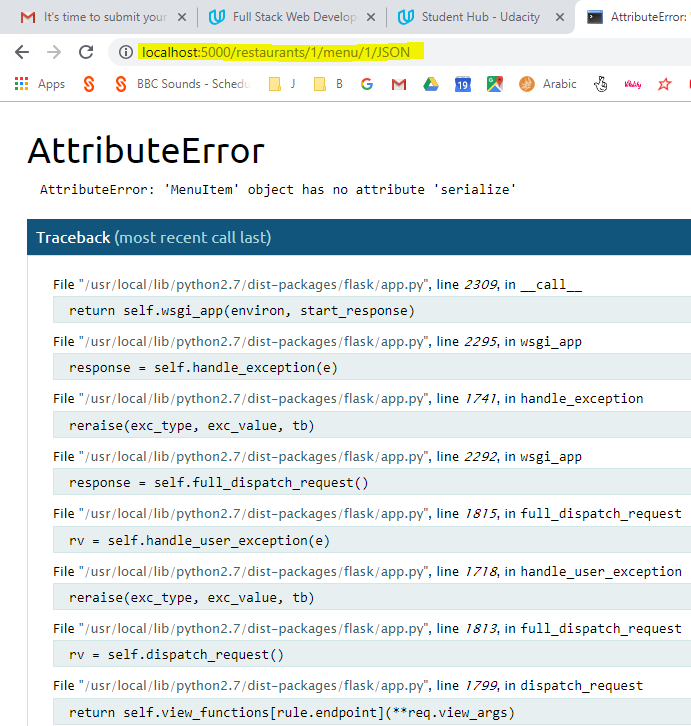 It's time to submit your
Full Stack Web Develop
Student Hub - Udacity
AttributeError:
localhost:5000/restaurants/1/menu/1/JSON
Apps
BBC Sounds - Schedu
J
B
19
Arabic
AttributeError
AttributeError: 'MenuItem' object has no attribute 'serialize'
Traceback (most recent call last)
File "/usr/local/lib/python2.7/dist-packages/flask/app.py", line 2309, in __call__
return self.wsgi_app(environ, start_response)
File "/usr/local/lib/python2.7/dist-packages/flask/app.py", line 2295, in wsgi_app
response = self.handle_exception(e)
File "/usr/local/lib/python2.7/dist-packages/flask/app.py", line 1741, in handle_exception
reraise(exc_type, exc_value, tb)
File "/usr/local/lib/python2.7/dist-packages/flask/app.py", line 2292, in wsgi_app
response = self.full_dispatch_request()
File "/usr/local/lib/python2.7/dist-packages/flask/app.py", line 1815, in full_dispatch_request
rv = self.handle_user_exception(e)
File "/usr/local/lib/python2.7/dist-packages/flask/app.py", line 1718, in handle_user_exception
reraise(exc_type, exc_value, tb)
File "/usr/local/lib/python2.7/dist-packages/flask/app.py", line 1813, in full_dispatch_request
rv = self.dispatch_request()
File "/usr/local/lib/python2.7/dist-packages/flask/app.py", line 1799, in dispatch_request
return self.view_functions[rule.endpoint](**req.view_args)